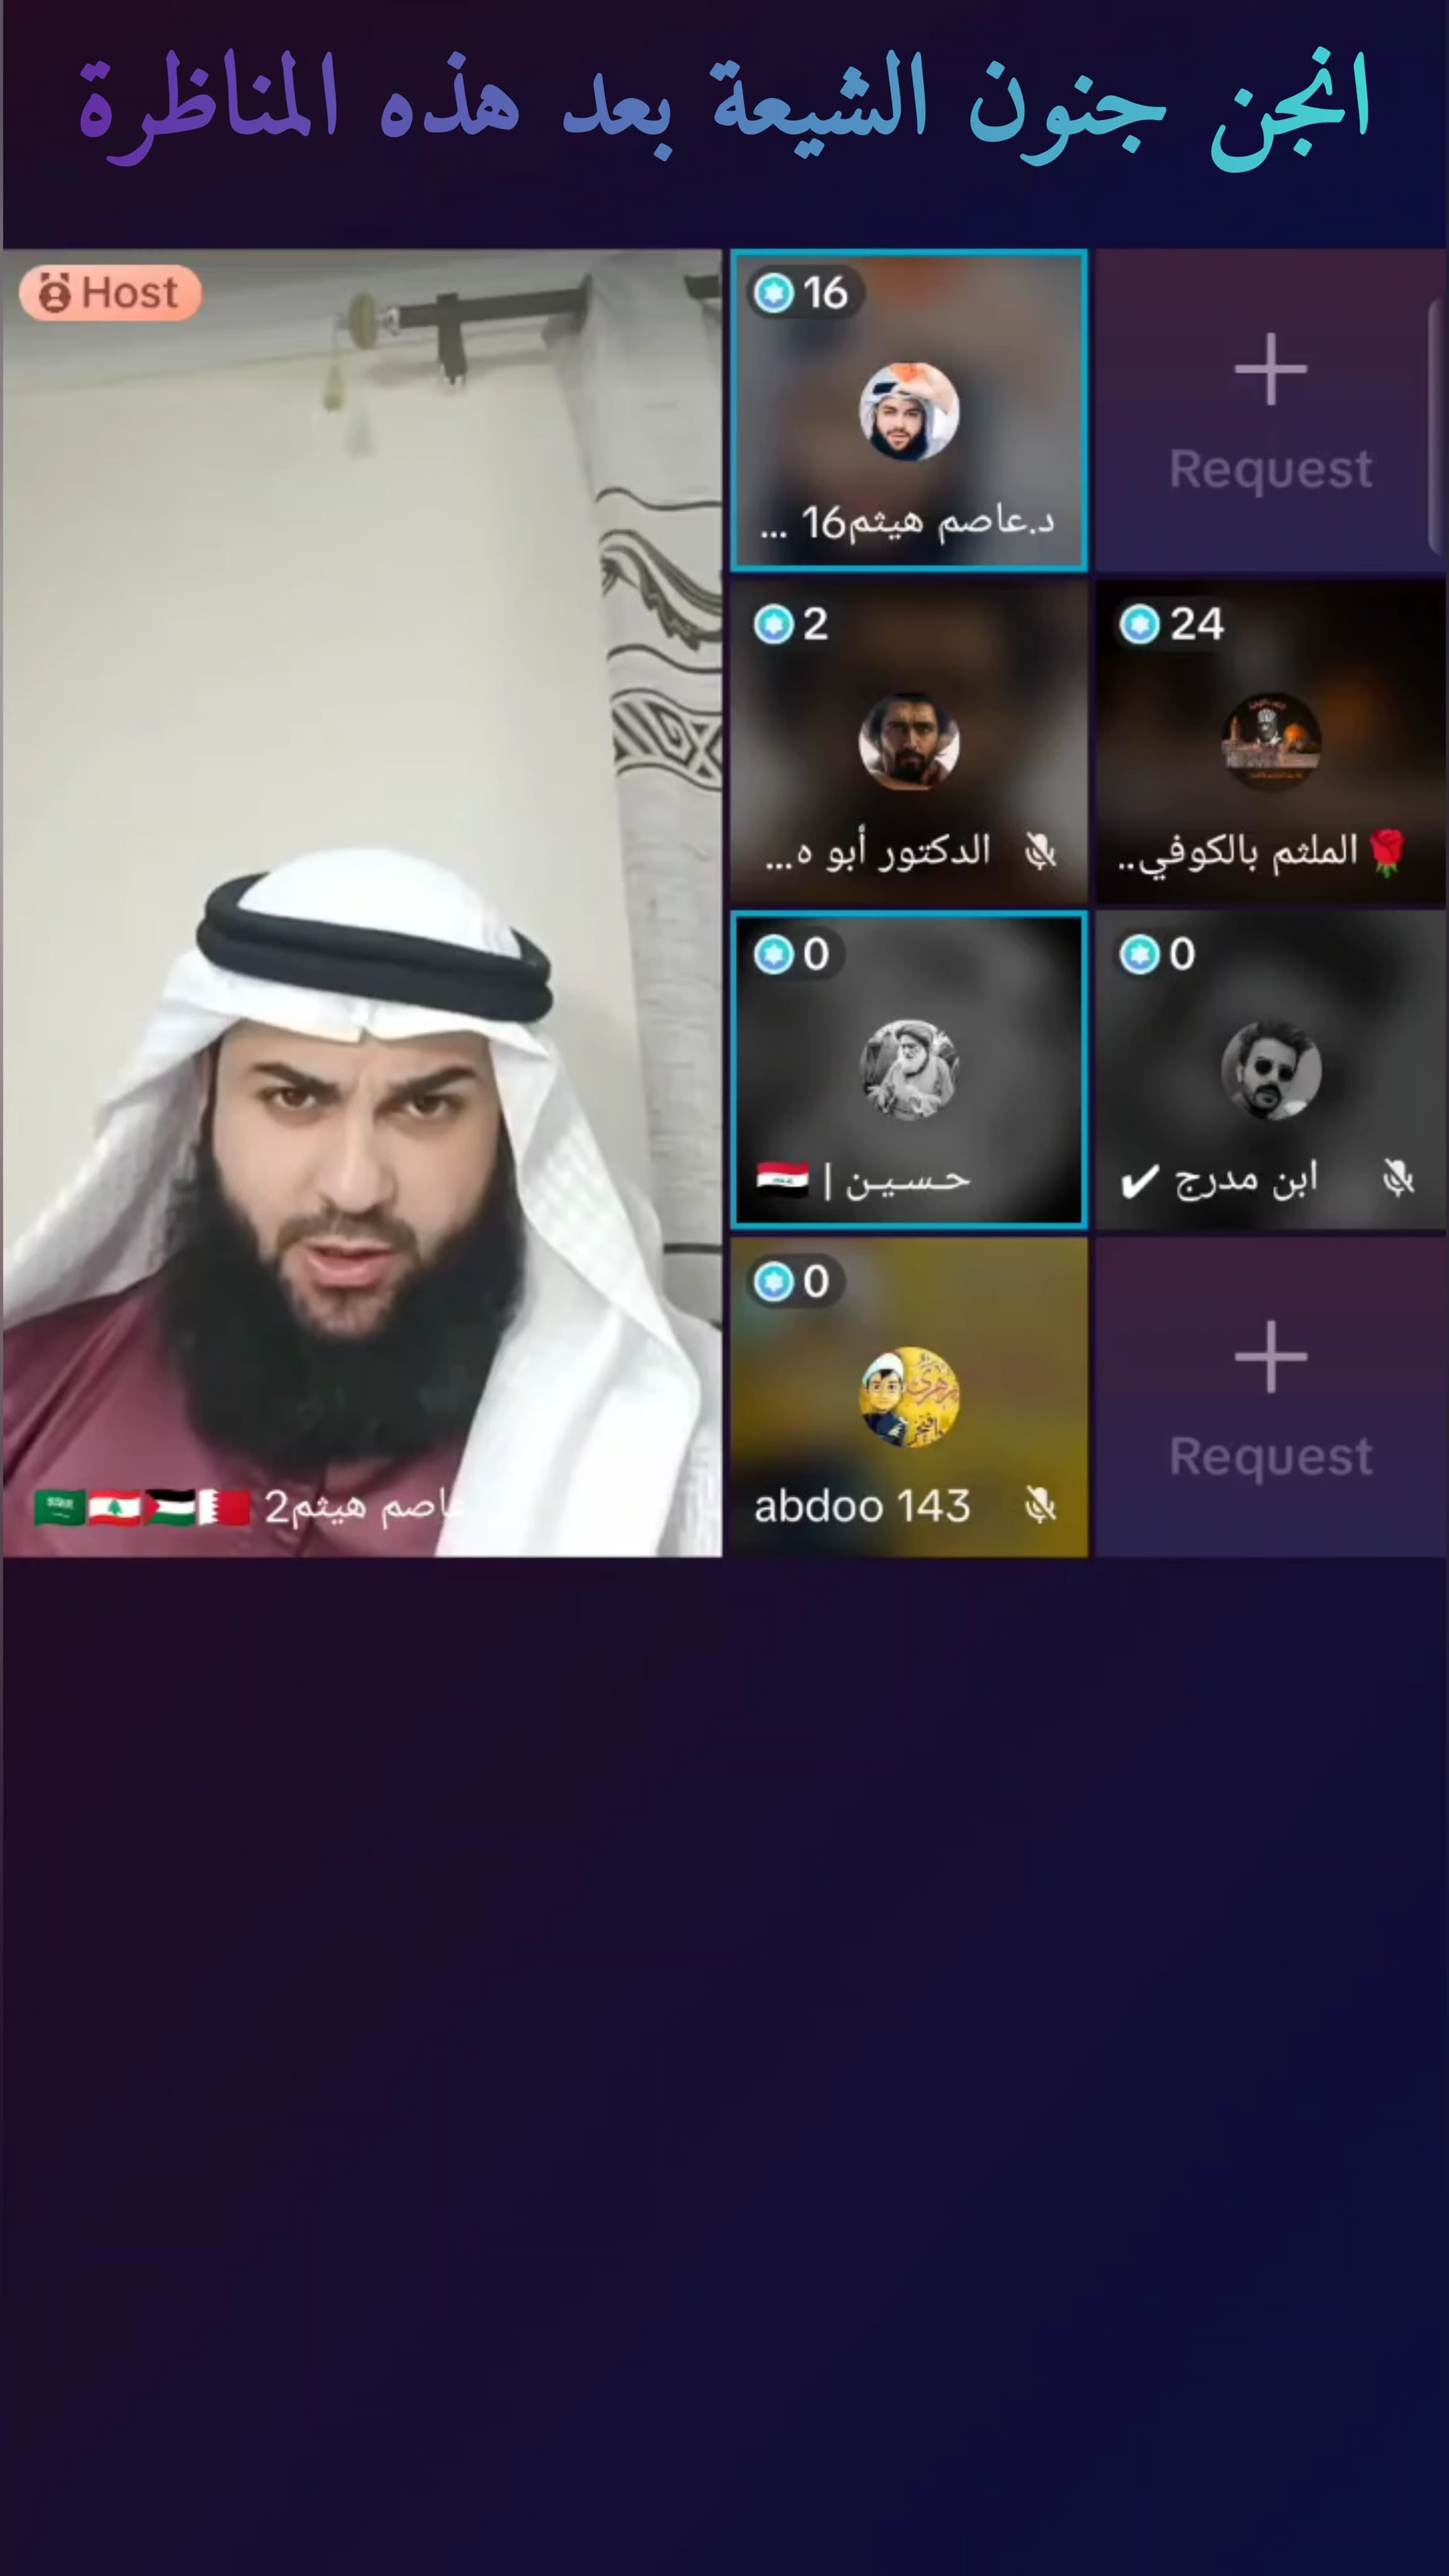 انجن جنون الشيعة بعد هذه المناظرة
Host
16
د.عاصم هيثم16 ...
Request
2
الدكتور أبو ه...
24
الملثم بالكوفي..
0
حسين |
0
ابن مدرج ✔
0
abdoo 143
Request
عاصم هيثم2